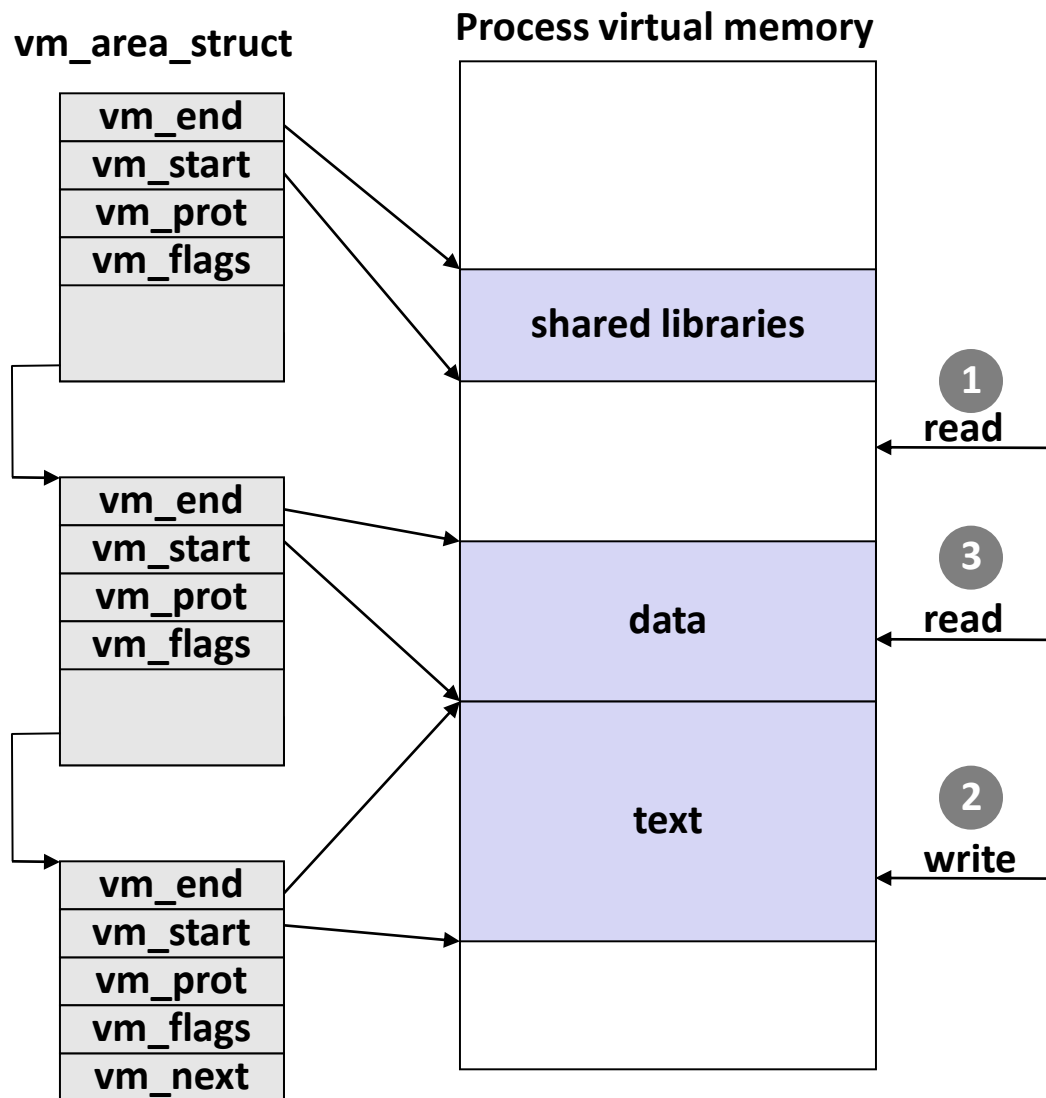 Process virtual memory
vm_area_struct
vm_end
vm_start
vm_prot
vm_flags
shared libraries
1
read
vm_end
vm_start
vm_prot
vm_flags
data
3
read
text
2
write
vm_end
vm_start
vm_prot
vm_flags
vm_next